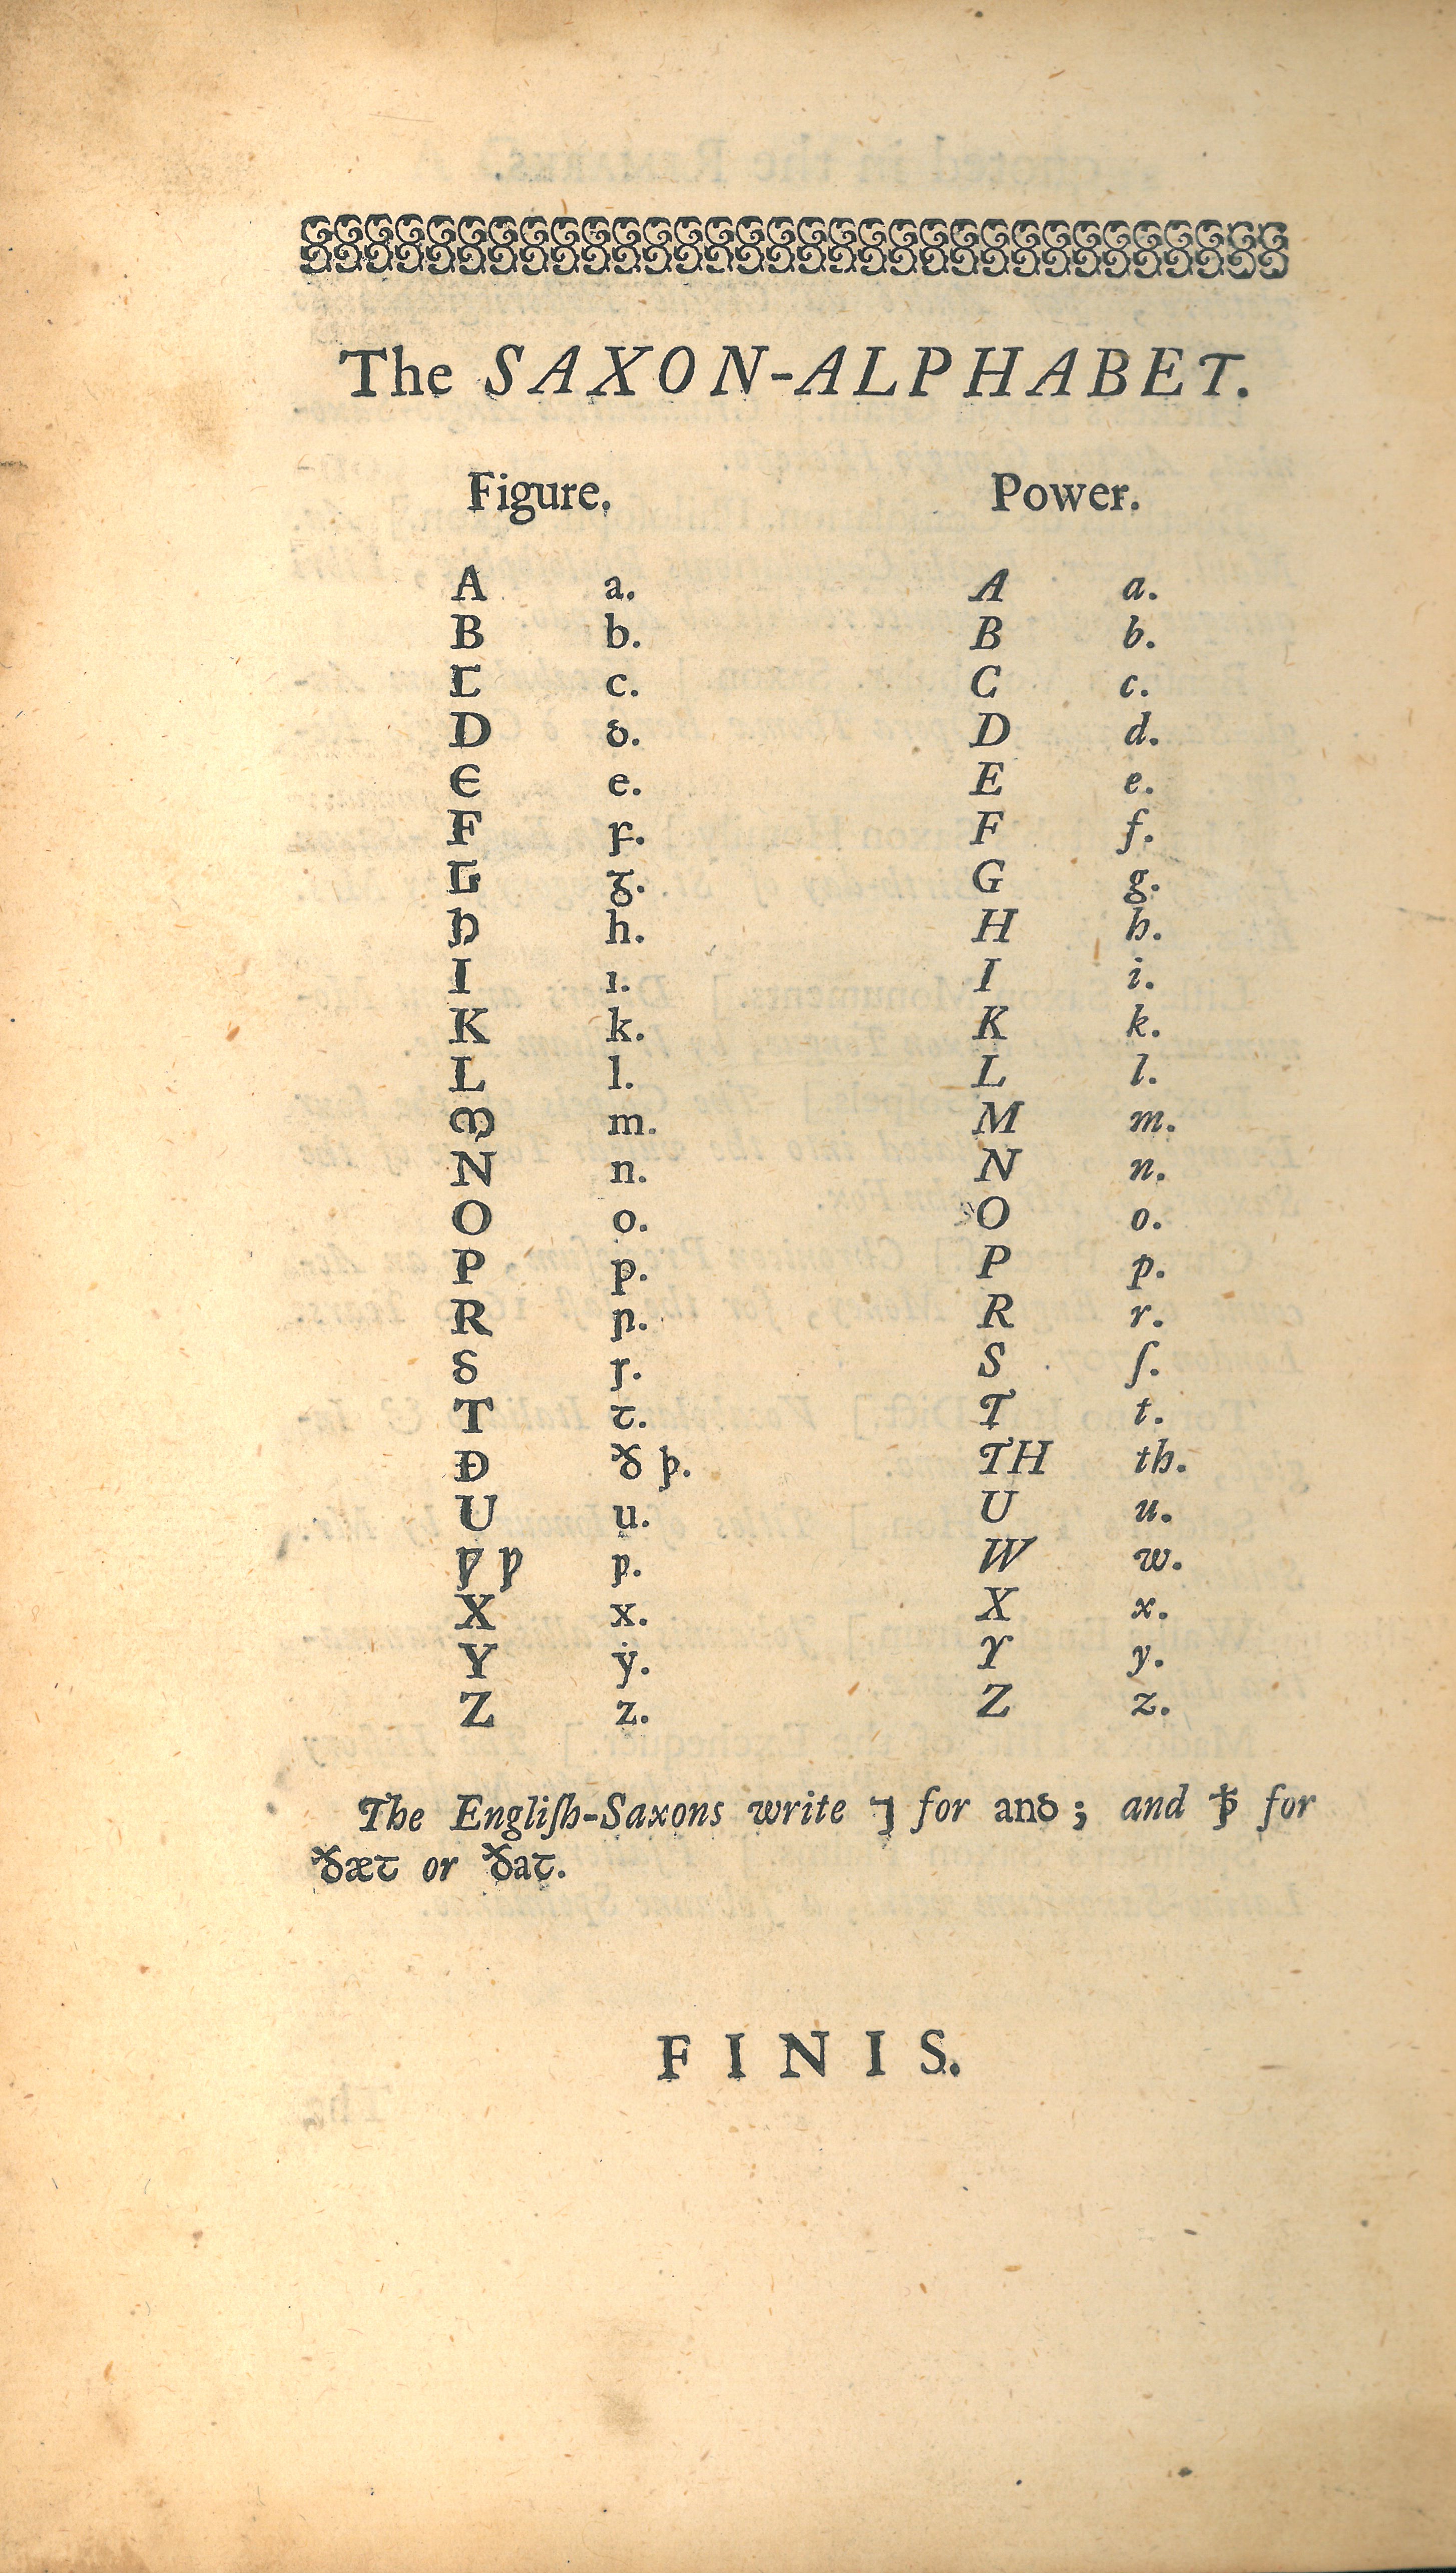 The SAXON-ALPHABET.
Figure. Power.
A a. A a.
B b. B b.
C c. C c.
D ꝺ. D d.
Є e. E e.
F ꝼ. F f.
G ᵹ. G g.
Ꞃ h. H h.
I ı. I i.
K k. K k.
L l. L l.
ო m. M m.
N n. N n.
O o. O o.
P p. P p.
R ꞃ. R r.
S ꞅ. S ſ.
T ꞇ. T t.
Ð ð þ. TH th.
U u. U u.
Ƿ Ƿ ƿ. W w.
X x. X x.
Y ẏ. Y y.
Z z. Z z.
The Engliſh-Saxons write ⁊ for anꝺ; and ꝥ for
ðæꞇ or ðaꞇ.
FINIS.